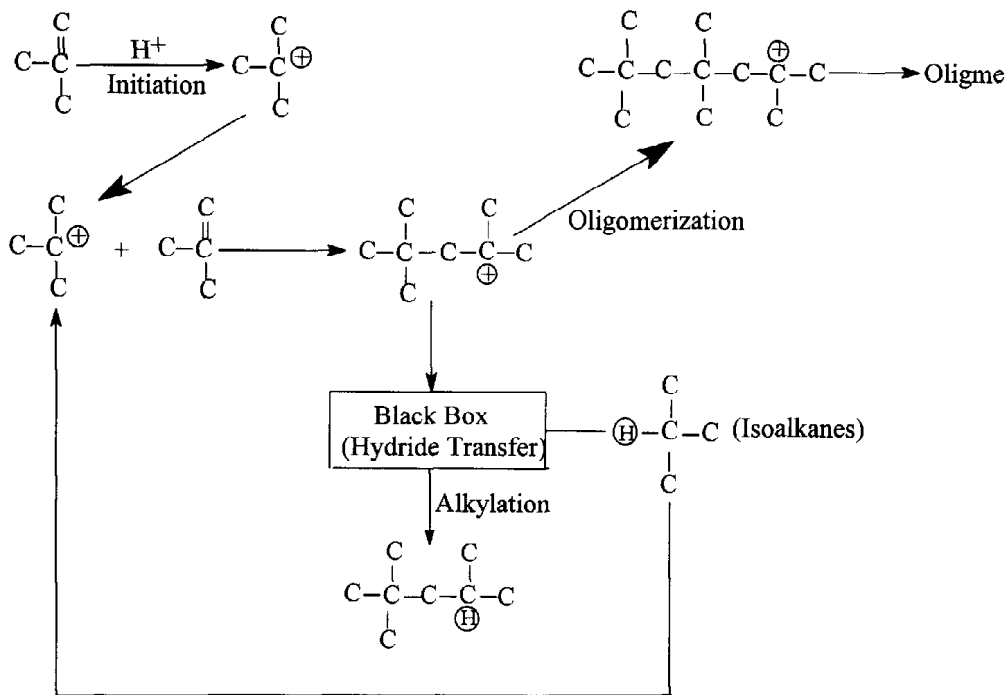 C
C–C
H+
Initiation
C
C
C–C⊕
C
C C C
C–C–C–C–C–C–C
⊕
C C C
Oligme
C
C–C⊕
C
+
C
C–C
C
C C
C–C–C–C–C
⊕
C
Oligomerization
Black Box
(Hydride Transfer)
C
Ⓗ–C–C (Isoalkanes)
C
Alkylation
C C
C–C–C–C–C
C Ⓗ